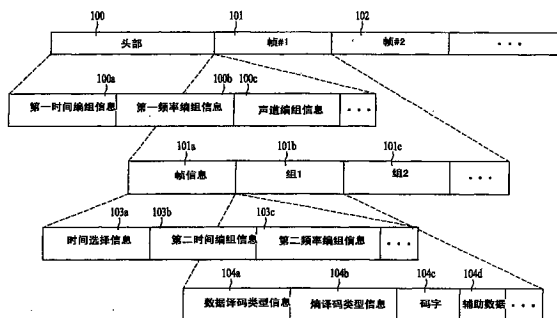 100 101 102
头部 帧#1 帧#2 ...
100a 100b 100c
第一时间编组信息 第一频率编组信息 声道编组信息 ...
101a 101b 101c
帧信息 组1 组2 ...
103a 103b 103c
时间选择信息 第二时间编组信息 第二频率编组信息 ...
104a 104b 104c 104d
数据译码类型信息 熵译码类型信息 码字 辅助数据 ...